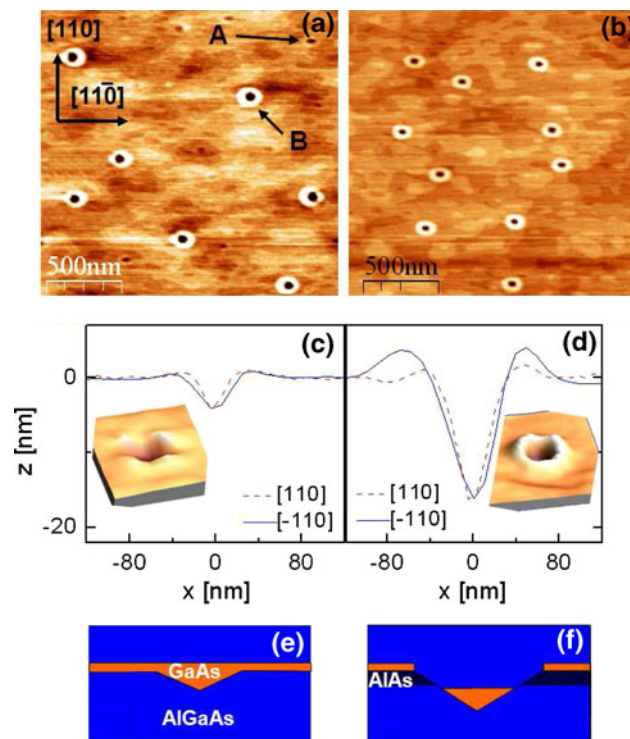 (a)
(b)
[110]
A
[11̄0]
B
500nm
500nm
(c)
(d)
0
-20
z [nm]
[110]
[-110]
[110]
[-110]
-80 0 80
-80 0 80
x [nm]
x [nm]
(e)
(f)
GaAs
AlAs
AlGaAs